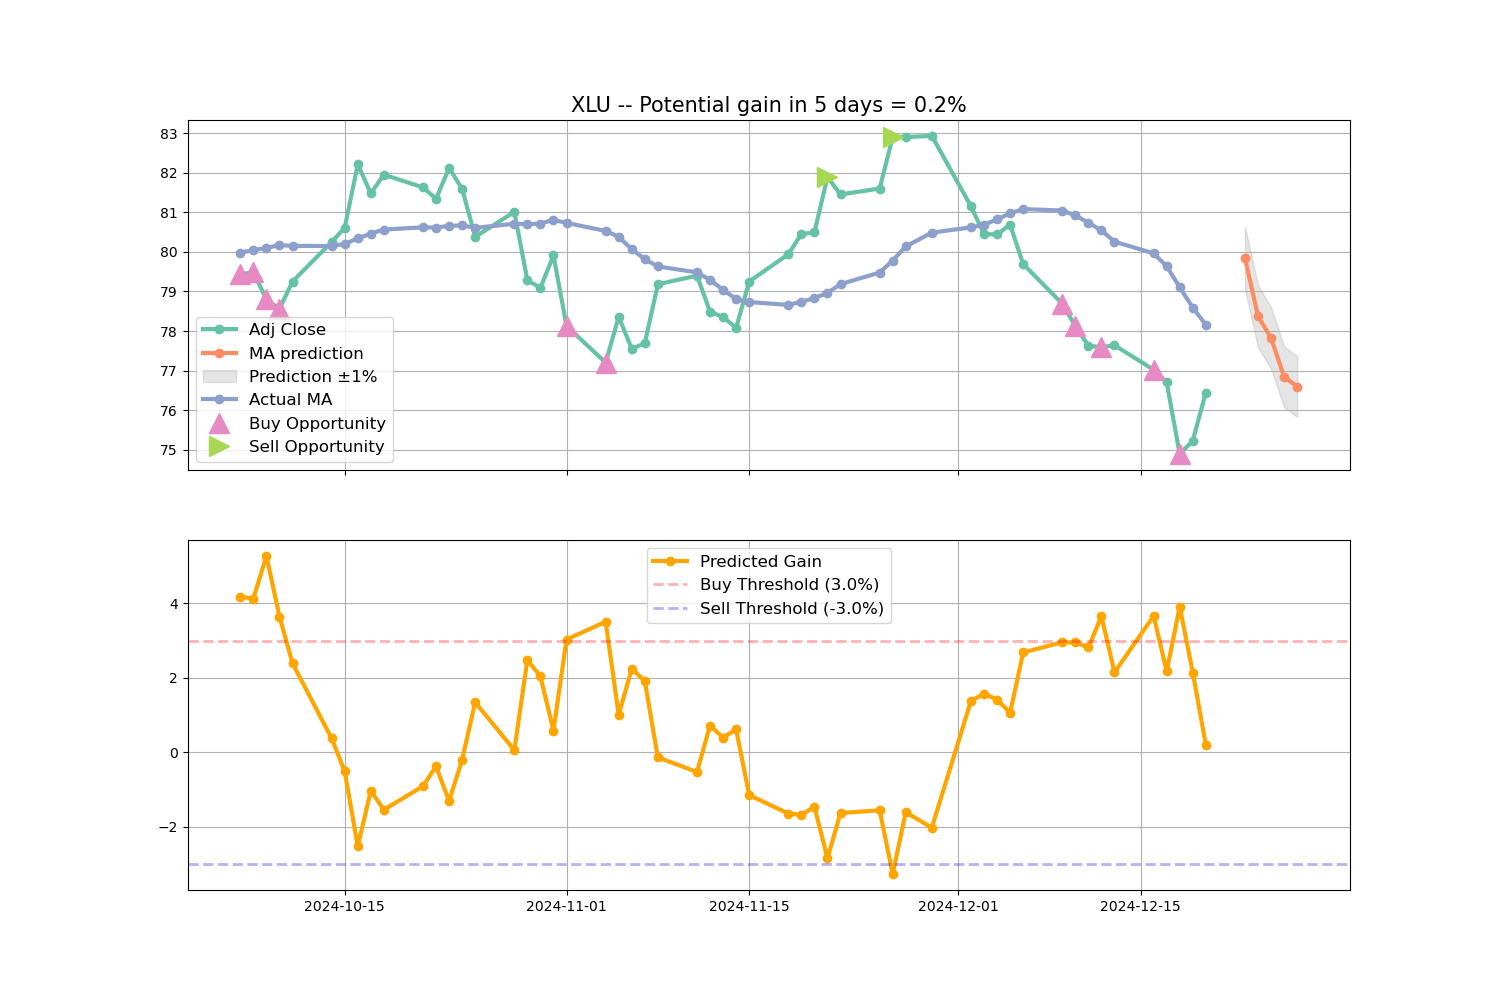 XLU -- Potential gain in 5 days = 0.2%
83
82
81
80
79
78
77
76
75
Adj Close
MA prediction
Prediction ±1%
Actual MA
Buy Opportunity
Sell Opportunity
4
2
0
−2
Predicted Gain
Buy Threshold (3.0%)
Sell Threshold (-3.0%)
2024-10-15
2024-11-01
2024-11-15
2024-12-01
2024-12-15